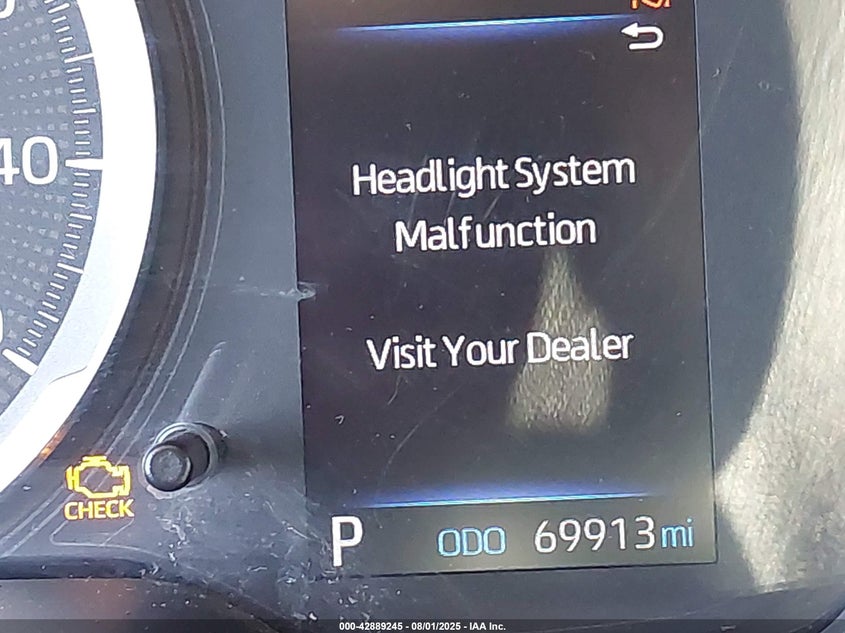 40
Headlight System
Malfunction
Visit Your Dealer
CHECK
P ODO 69913 mi
000-42889245 - 08/01/2025 - IAA Inc.